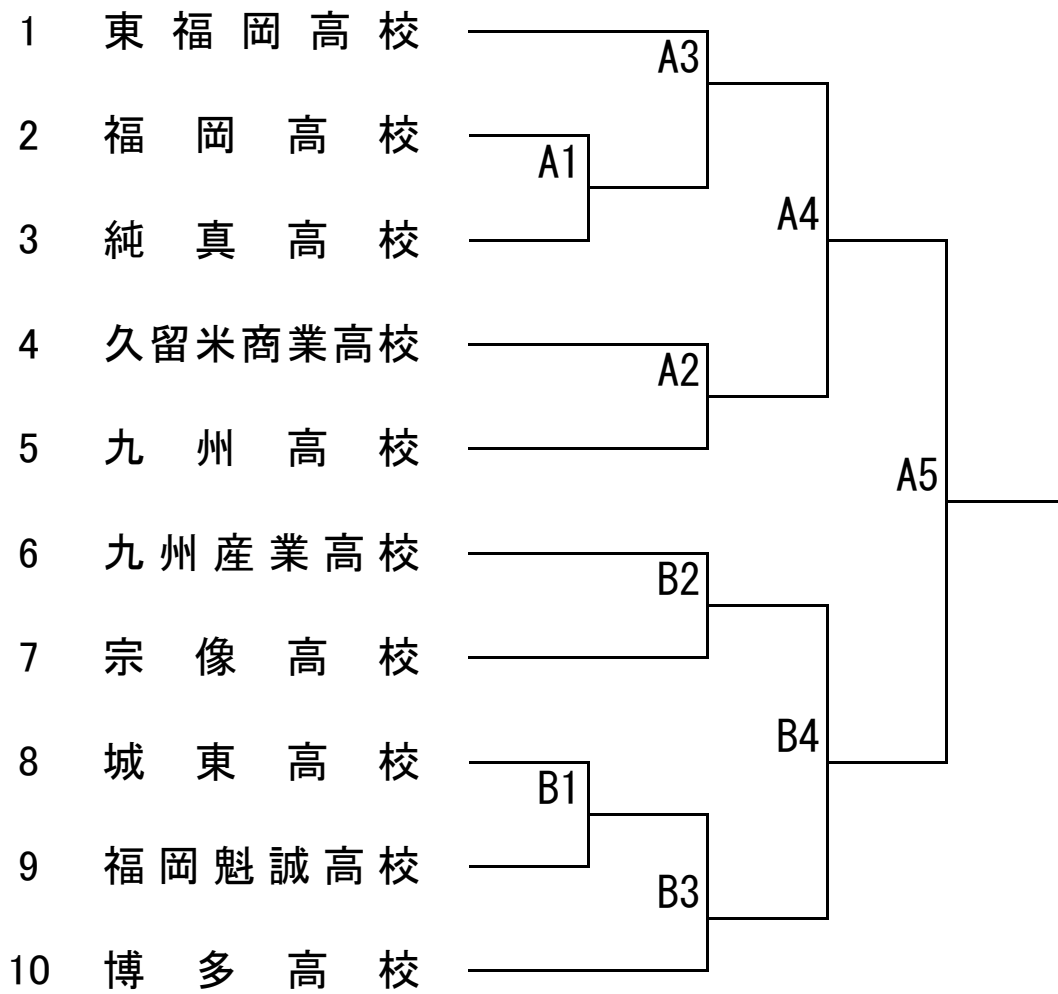 1 東福岡高校
A3
2 福岡高校
A1
A4
3 純真高校
4 久留米商業高校
A2
5 九州高校
A5
6 九州産業高校
B2
7 宗像高校
B4
8 城東高校
B1
9 福岡魁誠高校
B3
10 博多高校